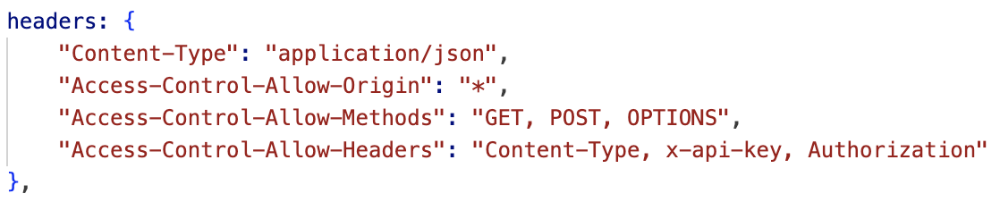 headers: {
    "Content-Type": "application/json",
    "Access-Control-Allow-Origin": "*",
    "Access-Control-Allow-Methods": "GET, POST, OPTIONS",
    "Access-Control-Allow-Headers": "Content-Type, x-api-key, Authorization"
},